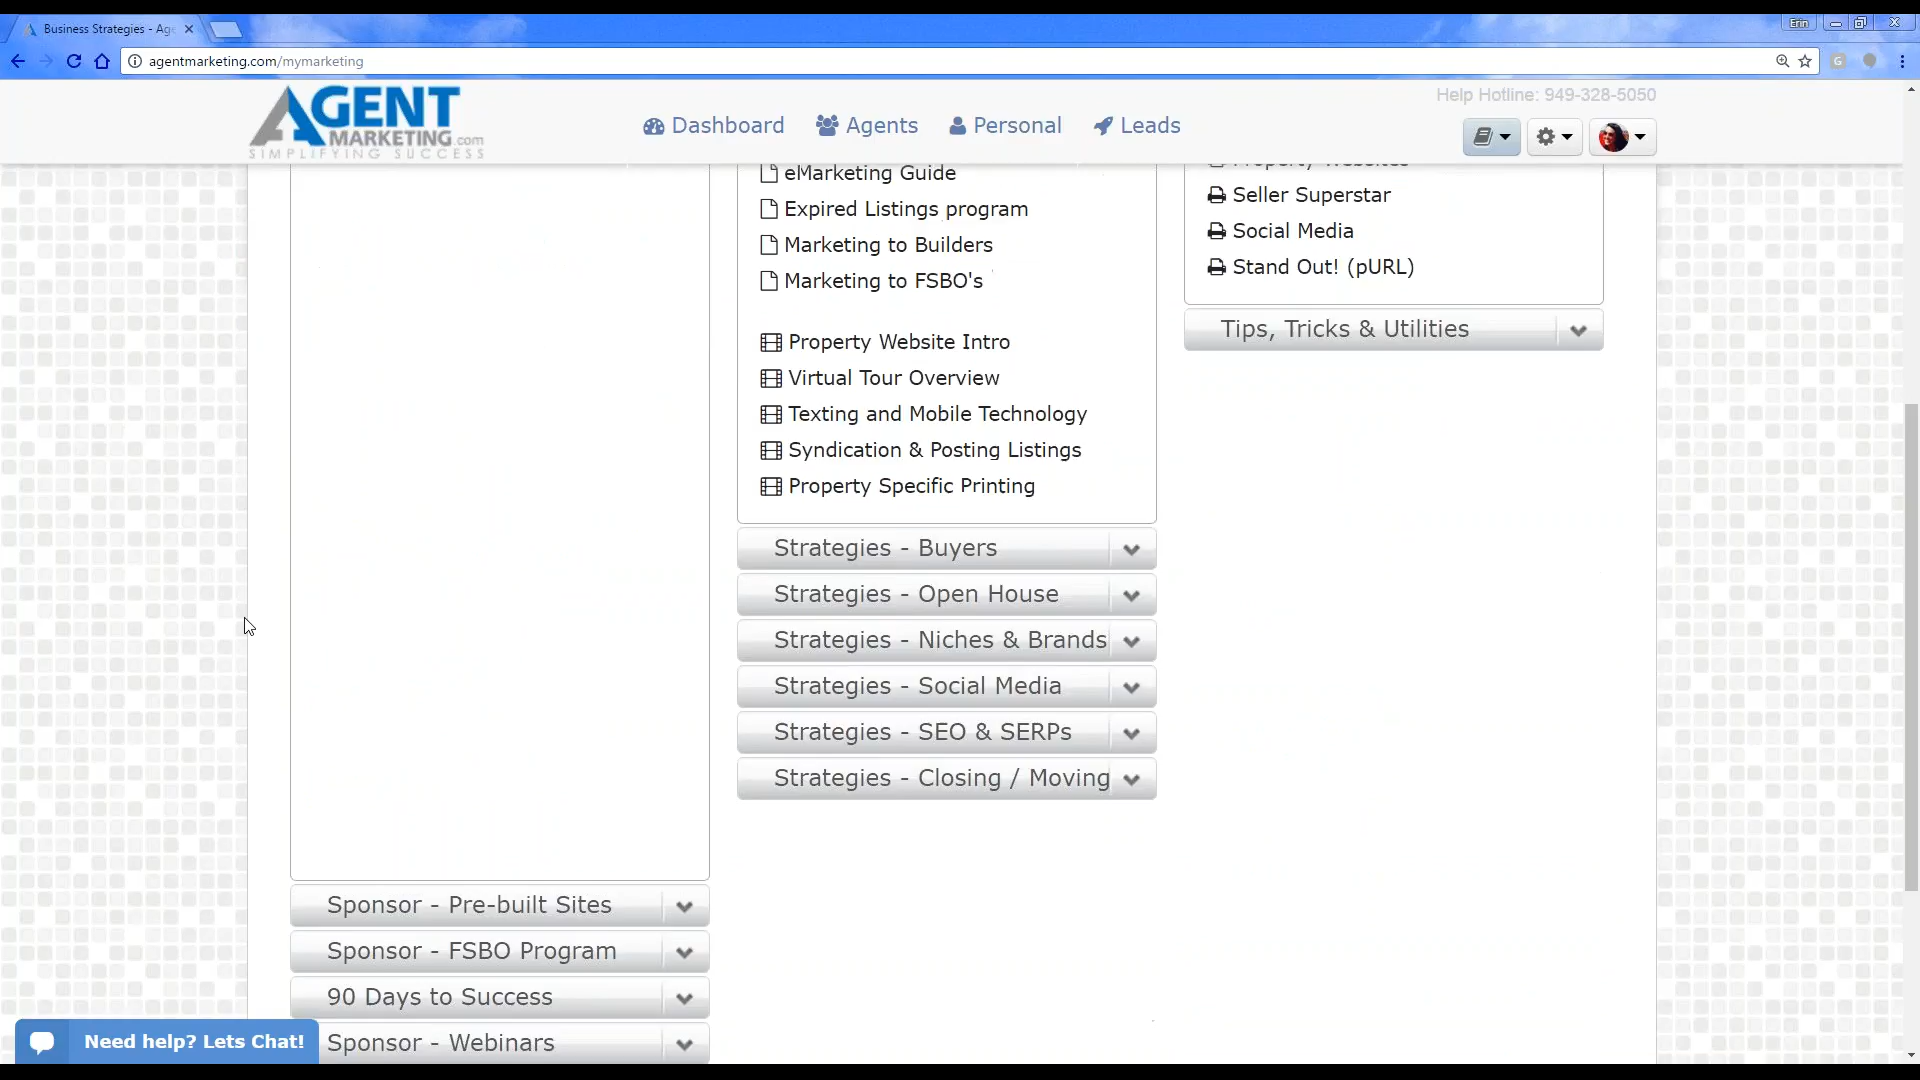 Business Strategies - Age
Erin
agentmarketing.com/mymarketing
G
AGENT
MARKETING.com
SIMPLIFYING SUCCESS
Dashboard
Agents
Personal
Leads
Help Hotline: 949-328-5050
eMarketing Guide
Expired Listings program
Marketing to Builders
Marketing to FSBO's
Property Website Intro
Virtual Tour Overview
Texting and Mobile Technology
Syndication & Posting Listings
Property Specific Printing
Strategies - Buyers
Strategies - Open House
Strategies - Niches & Brands
Strategies - Social Media
Strategies - SEO & SERPs
Strategies - Closing / Moving
Property Websites
Seller Superstar
Social Media
Stand Out! (pURL)
Tips, Tricks & Utilities
Sponsor - Pre-built Sites
Sponsor - FSBO Program
90 Days to Success
Sponsor - Webinars
Need help? Lets Chat!